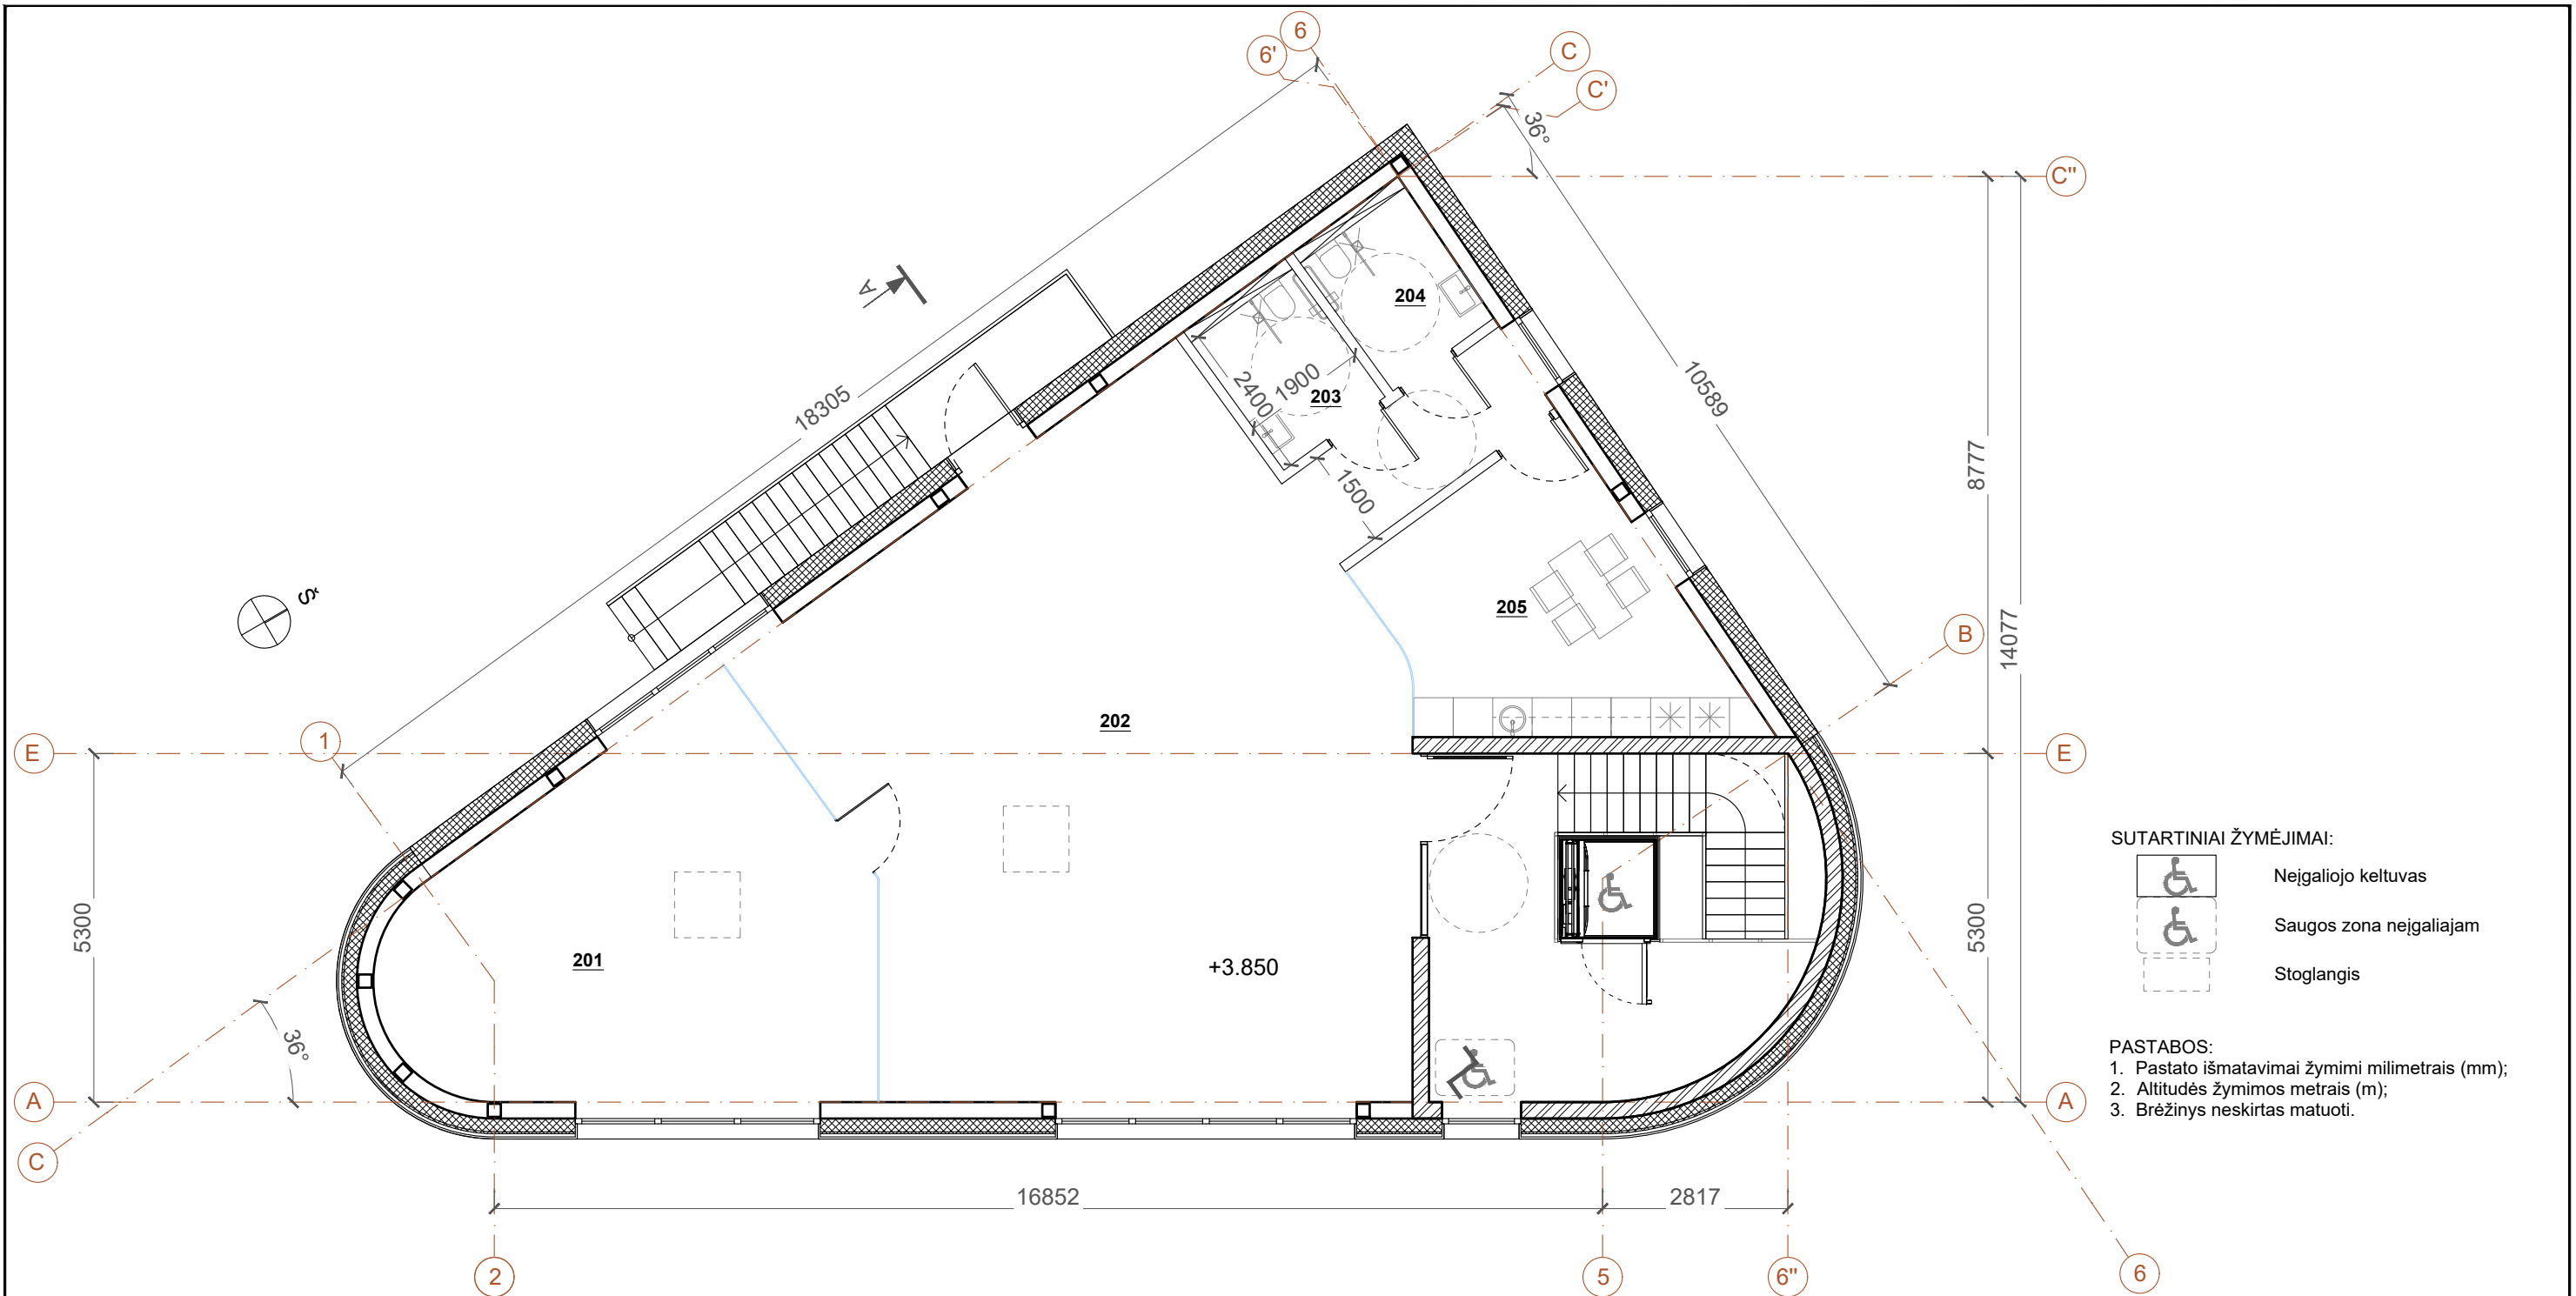 6
6'
C
C'
36°
C''
A
18305
10589
8777
204
2400
1900
203
1500
Š
205
14077
B
1
202
E
E
5300
201
+3.850
5300
36°
A
A
C
16852
2817
2
5
6''
6
SUTARTINIAI ŽYMĖJIMAI:
Neįgaliojo keltuvas
Saugos zona neįgaliajam
Stoglangis
PASTABOS:
1. Pastato išmatavimai žymimi milimetrais (mm);
2. Altitudės žymimos metrais (m);
3. Brėžinys neskirtas matuoti.